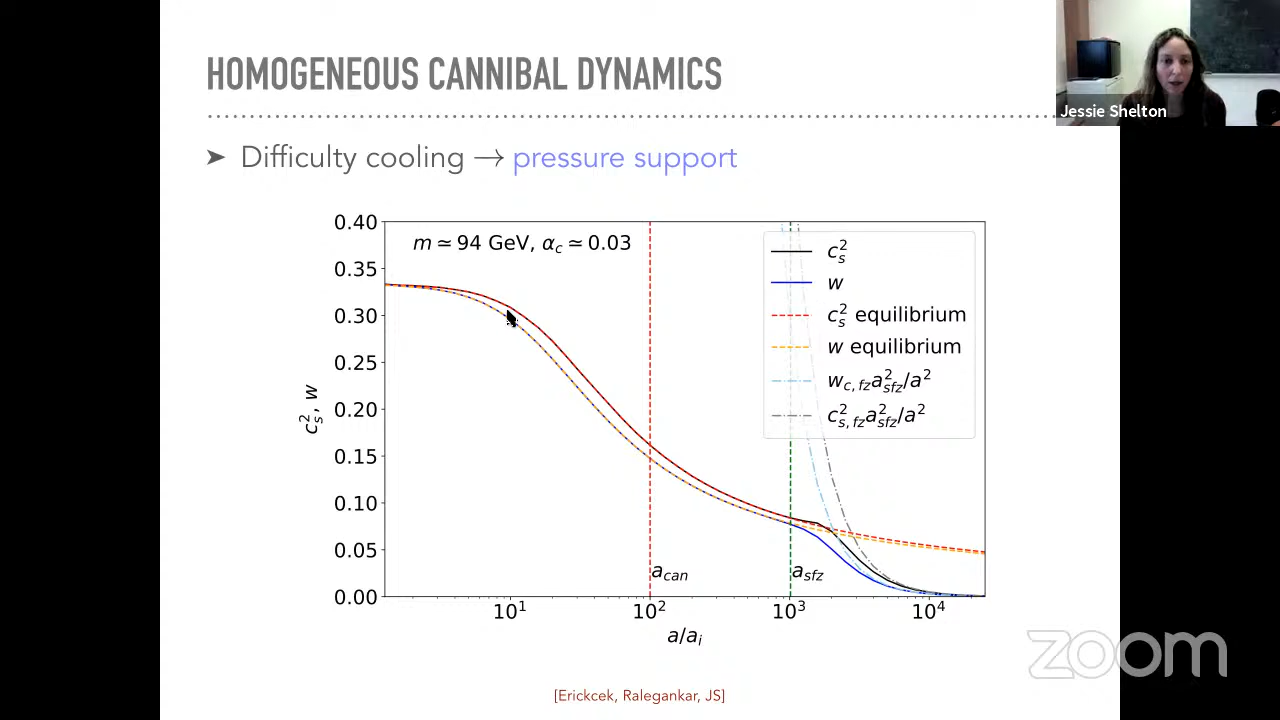 HOMOGENEOUS CANNIBAL DYNAMICS
Jessie Shelton
➤ Difficulty cooling → pressure support
m ≃ 94 GeV, α_c ≃ 0.03
c_s^2
w
c_s^2 equilibrium
w equilibrium
w_{c,fz}a_{sfz}^2/a^2
c_{s,fz}^2a_{sfz}^2/a^2
0.40
0.35
0.30
0.25
0.20
0.15
0.10
0.05
0.00
c_s^2, w
a_can
a_sfz
10^1
10^2
10^3
10^4
a/a_i
zoom
[Erickcek, Ralegankar, JS]